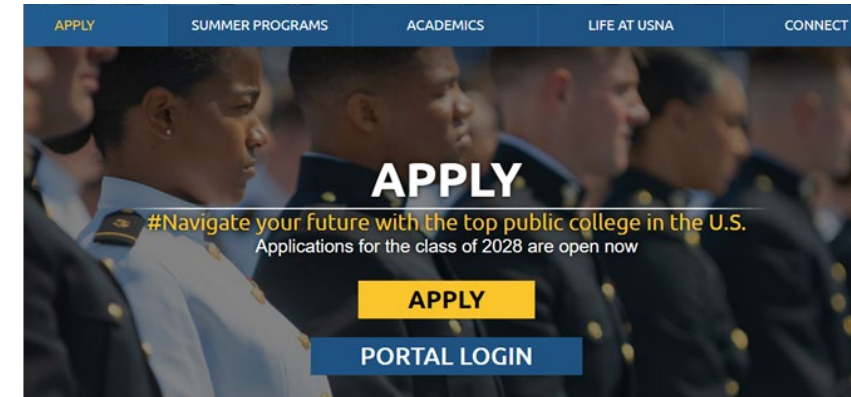 APPLY SUMMER PROGRAMS ACADEMICS LIFE AT USNA CONNECT
APPLY
#Navigate your future with the top public college in the U.S.
Applications for the class of 2028 are open now
APPLY
PORTAL LOGIN